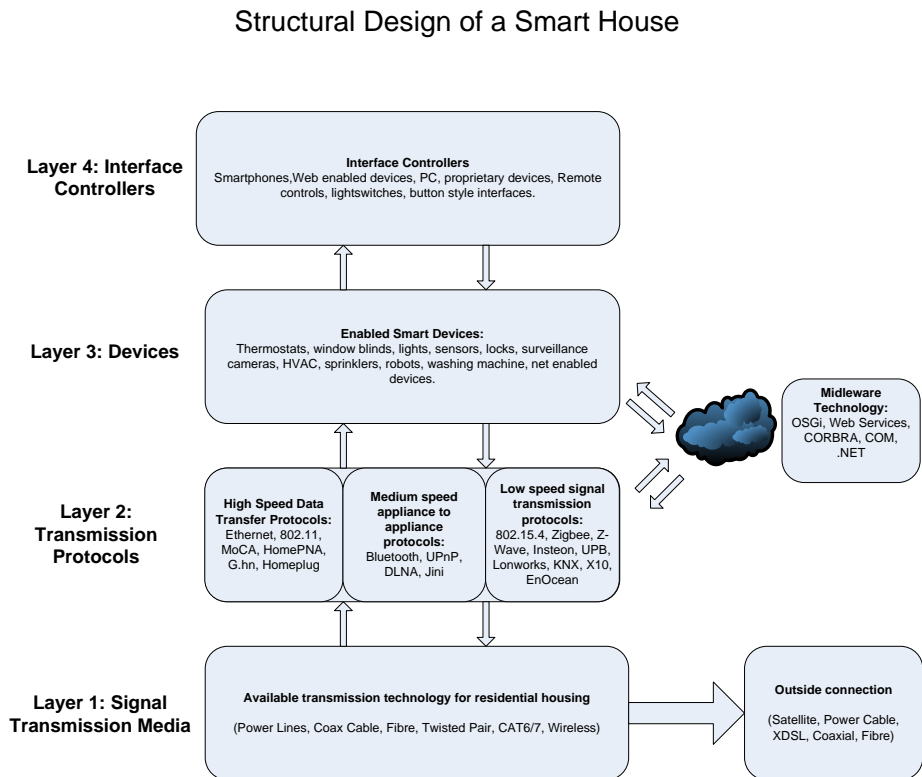 Structural Design of a Smart House
Layer 4: Interface
Controllers
Interface Controllers
Smartphones,Web enabled devices, PC, proprietary devices, Remote
controls, lightswitches, button style interfaces.
Layer 3: Devices
Enabled Smart Devices:
Thermostats, window blinds, lights, sensors, locks, surveillance
cameras, HVAC, sprinklers, robots, washing machine, net enabled
devices.
Midleware
Technology:
OSGi, Web Services,
CORBRA, COM,
.NET
Layer 2:
Transmission
Protocols
High Speed Data
Transfer Protocols:
Ethernet, 802.11,
MoCA, HomePNA,
G.hn, Homeplug
Medium speed
appliance to
appliance
protocols:
Bluetooth, UPnP,
DLNA, Jini
Low speed signal
transmission
protocols:
802.15.4, Zigbee, Z-
Wave, Insteon, UPB,
Lonworks, KNX, X10,
EnOcean
Layer 1: Signal
Transmission Media
Available transmission technology for residential housing
(Power Lines, Coax Cable, Fibre, Twisted Pair, CAT6/7, Wireless)
Outside connection
(Satellite, Power Cable,
XDSL, Coaxial, Fibre)